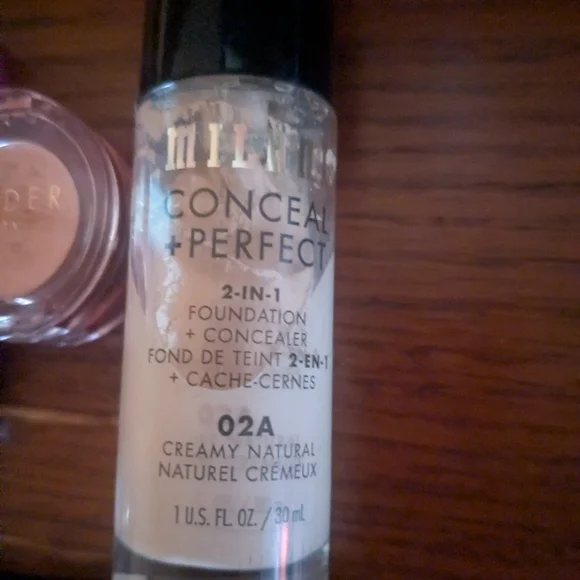 MILANI
CONCEAL
+PERFECT
2-IN-1
FOUNDATION
+ CONCEALER
FOND DE TEINT 2-EN-1
+ CACHE-CERNES
02A
CREAMY NATURAL
NATUREL CRÉMEUX
1 U.S. FL. OZ. / 30 mL
DER